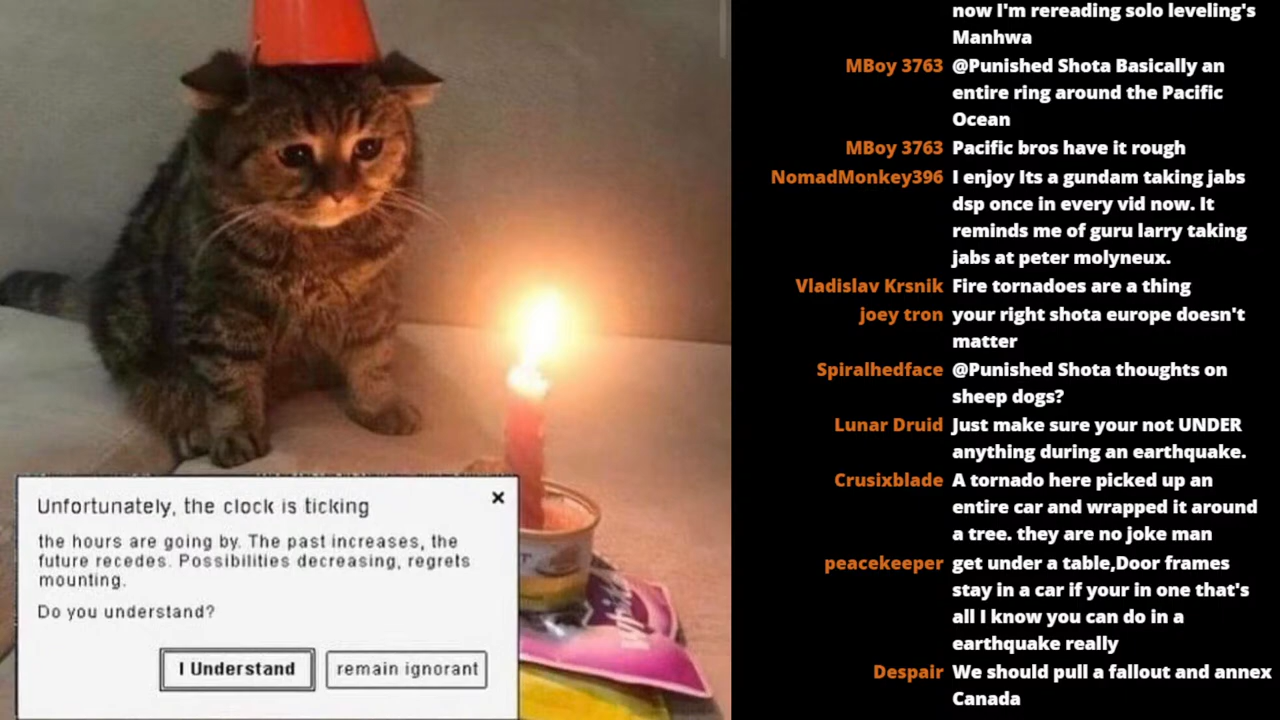 now I'm rereading solo leveling's
Manhwa
MBoy 3763 @Punished Shota Basically an
entire ring around the Pacific
Ocean
MBoy 3763 Pacific bros have it rough
NomadMonkey396 I enjoy Its a gundam taking jabs
dsp once in every vid now. It
reminds me of guru larry taking
jabs at peter molyneux.
Vladislav Krsnik Fire tornadoes are a thing
joey tron your right shota europe doesn't
matter
Spiralhedface @Punished Shota thoughts on
sheep dogs?
Lunar Druid Just make sure your not UNDER
anything during an earthquake.
Crusixblade A tornado here picked up an
entire car and wrapped it around
a tree. they are no joke man
peacekeeper get under a table,Door frames
stay in a car if your in one that's
all I know you can do in a
earthquake really
Despair We should pull a fallout and annex
Canada
Unfortunately, the clock is ticking
the hours are going by. The past increases, the
future recedes. Possibilities decreasing, regrets
mounting.
Do you understand?
I Understand
remain ignorant